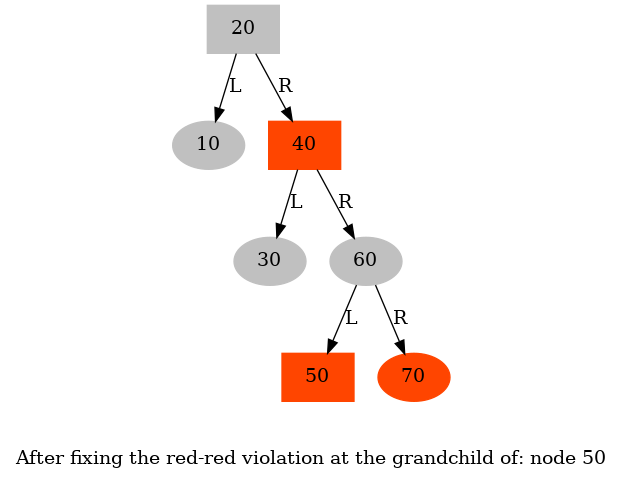 20
L R
10 40
L R
30 60
L R
50 70
After fixing the red-red violation at the grandchild of: node 50